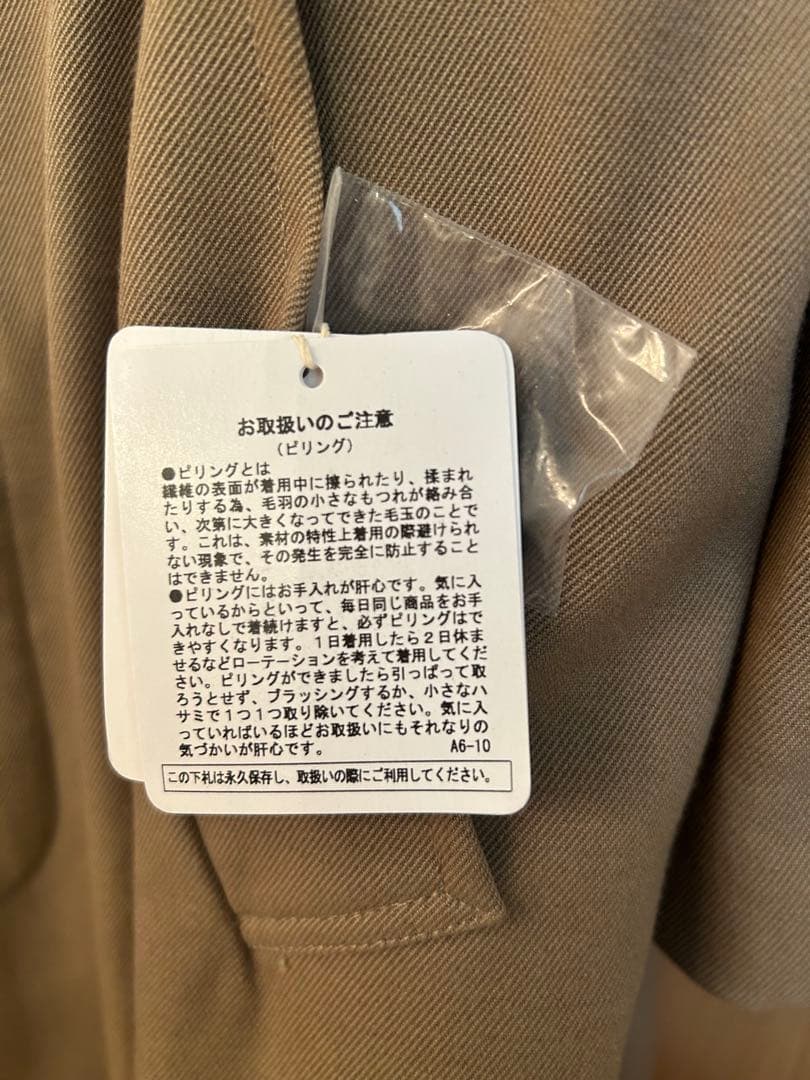 お取扱いのご注意
（ピリング）
●ピリングとは
繊維の表面が着用中に擦られたり、揉まれ
たりする為、毛羽の小さなもつれが絡み合
い、次第に大きくなってできた毛玉のことで
す。これは、素材の特性上着用の際避けられ
ない現象で、その発生を完全に防止すること
はできません。
●ピリングにはお手入れが肝心です。気に入
っているからといって、毎日同じ商品をお手
入れなしで着続けますと、必ずピリングはで
きやすくなります。１日着用したら２日休ま
せるなどローテーションを考えて着用してくだ
さい。ピリングができましたら引っぱって取
ろうとせず、ブラッシングするか、小さなハ
サミで１つ１つ取り除いてください。気に入
っていればいるほどお取扱いにもそれなりの
気づかいが肝心です。 A6-10
この下札は永久保存し、取扱いの際にご利用してください。